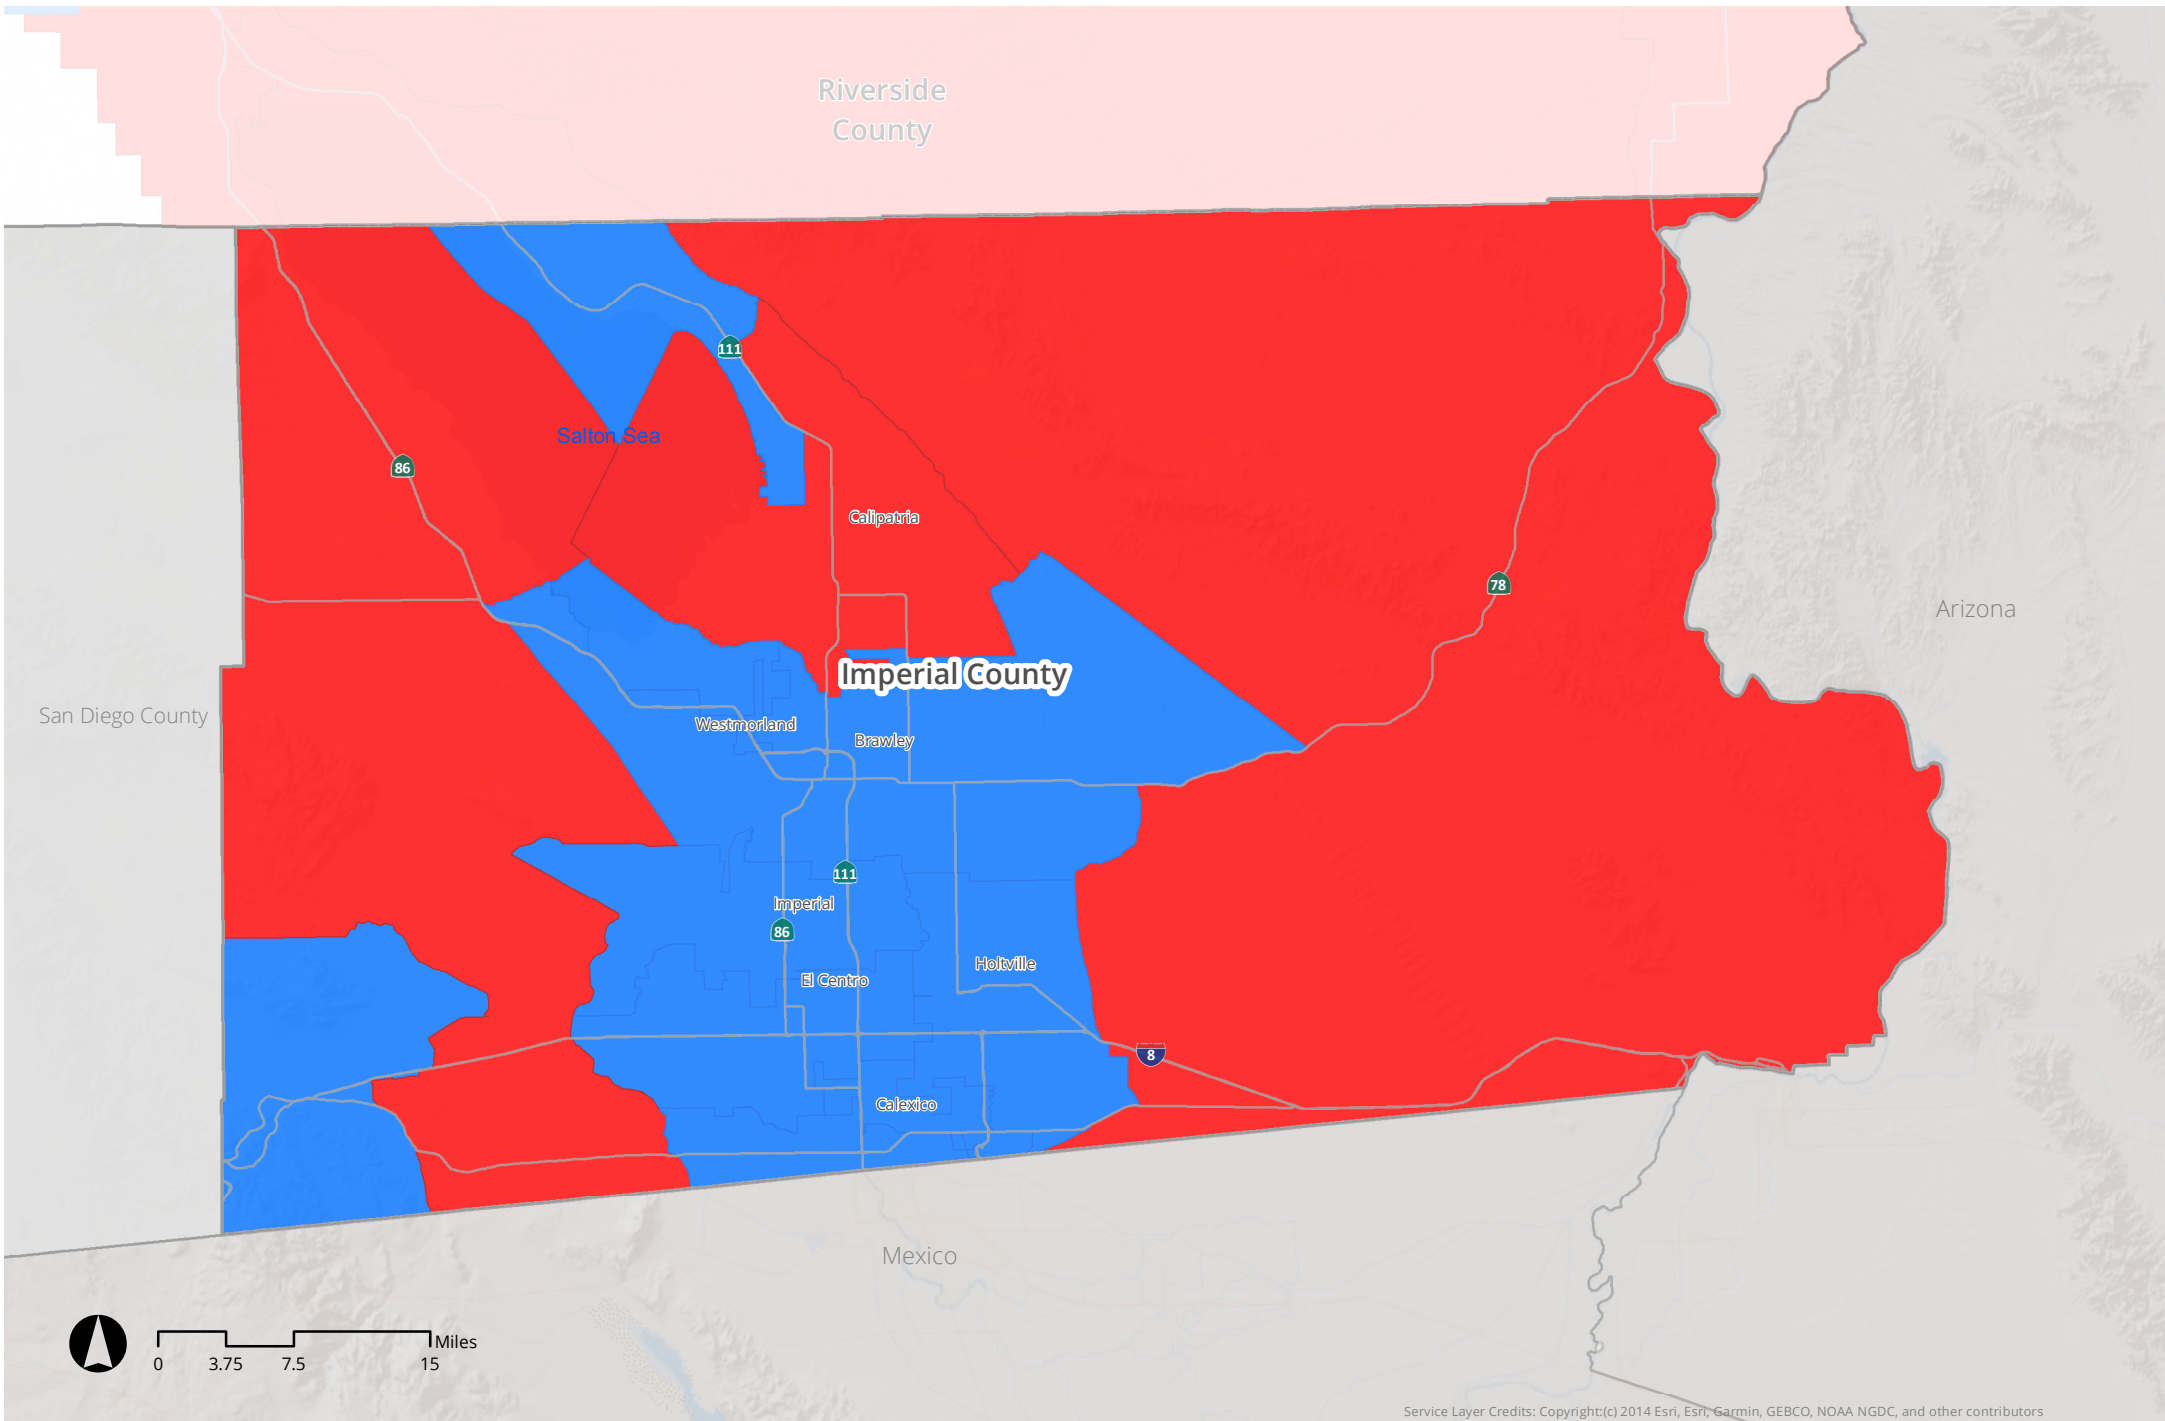 Riverside
County
111
Salton Sea
86
Calipatria
78
Arizona
Imperial County
San Diego County
Westmorland
Brawley
111
Imperial
86
Holtville
El Centro
8
Calexico
Mexico
Miles
0 3.75 7.5 15
Service Layer Credits: Copyright:(c) 2014 Esri, Esri, Garmin, GEBCO, NOAA NGDC, and other contributors